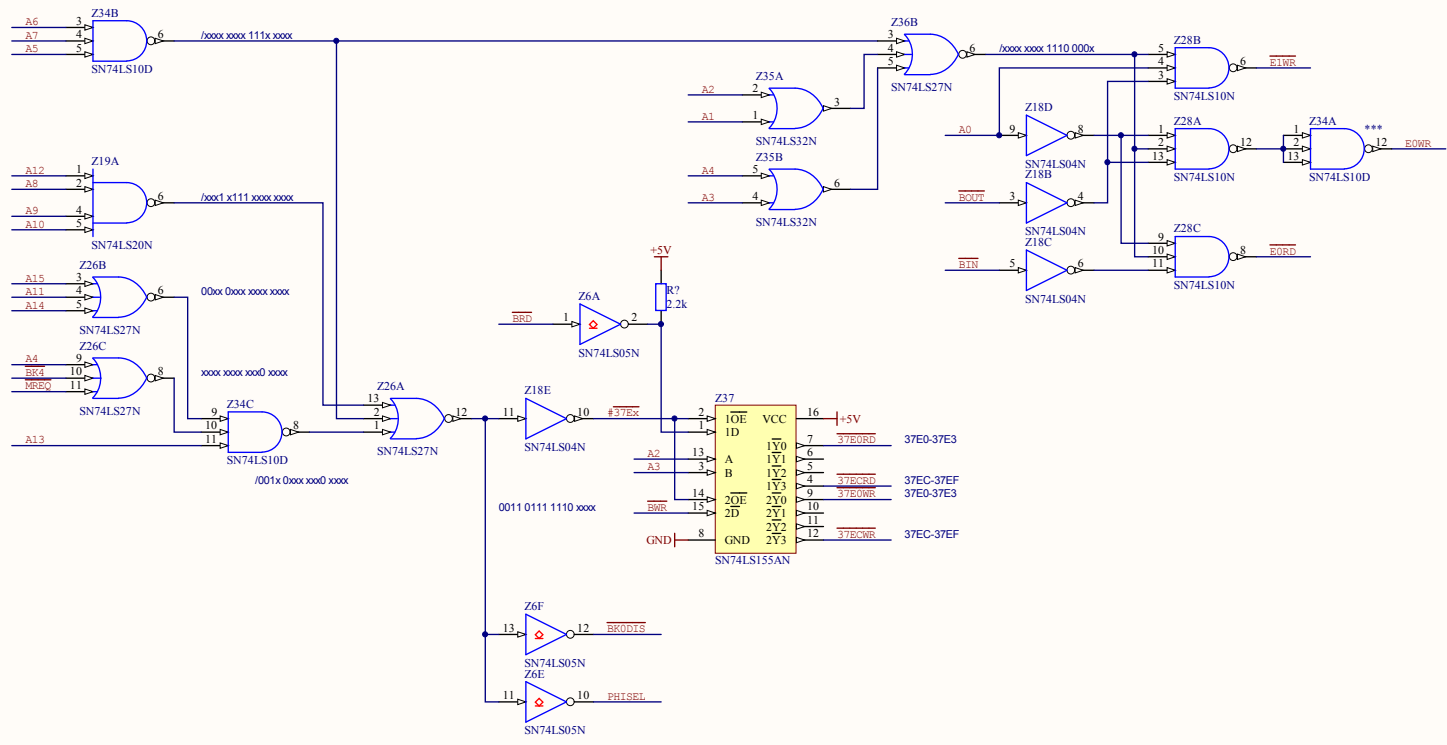 Z34B
A6 3
A7 4
A5 5
6
SN74LS10D
/xxxx xxxx 111x xxxx
Z19A
A12 1
A8 2
A9 4
A10 5
6
SN74LS20N
/xxx1 x111 xxxx xxxx
Z26B
A15 3
A11 4
A14 5
6
SN74LS27N
00xx 0xxx xxxx xxxx
Z26C
A4 9
BK4 10
MREQ 11
8
SN74LS27N
xxxx xxxx xxx0 xxxx
Z34C
9
10
A13 11
8
SN74LS10D
/001x 0xxx xxx0 xxxx
Z26A
13
2
1
12
SN74LS27N
Z6A
BRD 1
2
SN74LS05N
+5V
R?
2.2k
Z18E
11
10
SN74LS04N
#37Ex
0011 0111 1110 xxxx
Z37
2 1OE VCC 16 +5V
1 1D
1Y0 7 37E0RD 37E0-37E3
A2 13 A 1Y1 6
A3 3 B 1Y2 5
1Y3 4 37ECRD 37EC-37EF
14 2OE 2Y0 9 37E0WR 37E0-37E3
BWR 15 2D 2Y1 10
2Y2 11
GND 8 GND 2Y3 12 37ECWR 37EC-37EF
SN74LS155AN
Z6F
13
12 BK0DIS
SN74LS05N
Z6E
11
10 PHISEL
SN74LS05N
Z35A
A2 2
A1 1
3
SN74LS32N
Z35B
A4 5
A3 4
6
SN74LS32N
Z36B
3
4
5
6
SN74LS27N
/xxxx xxxx 1110 000x
Z18D
A0 9
8
SN74LS04N
Z18B
BOUT 3
4
SN74LS04N
Z18C
BIN 5
6
SN74LS04N
Z28B
5
4
3
6 E1WR
SN74LS10N
Z28A
1
2
13
12
SN74LS10N
Z34A
***
1
2
13
12 E0WR
SN74LS10D
Z28C
9
10
11
8 E0RD
SN74LS10N